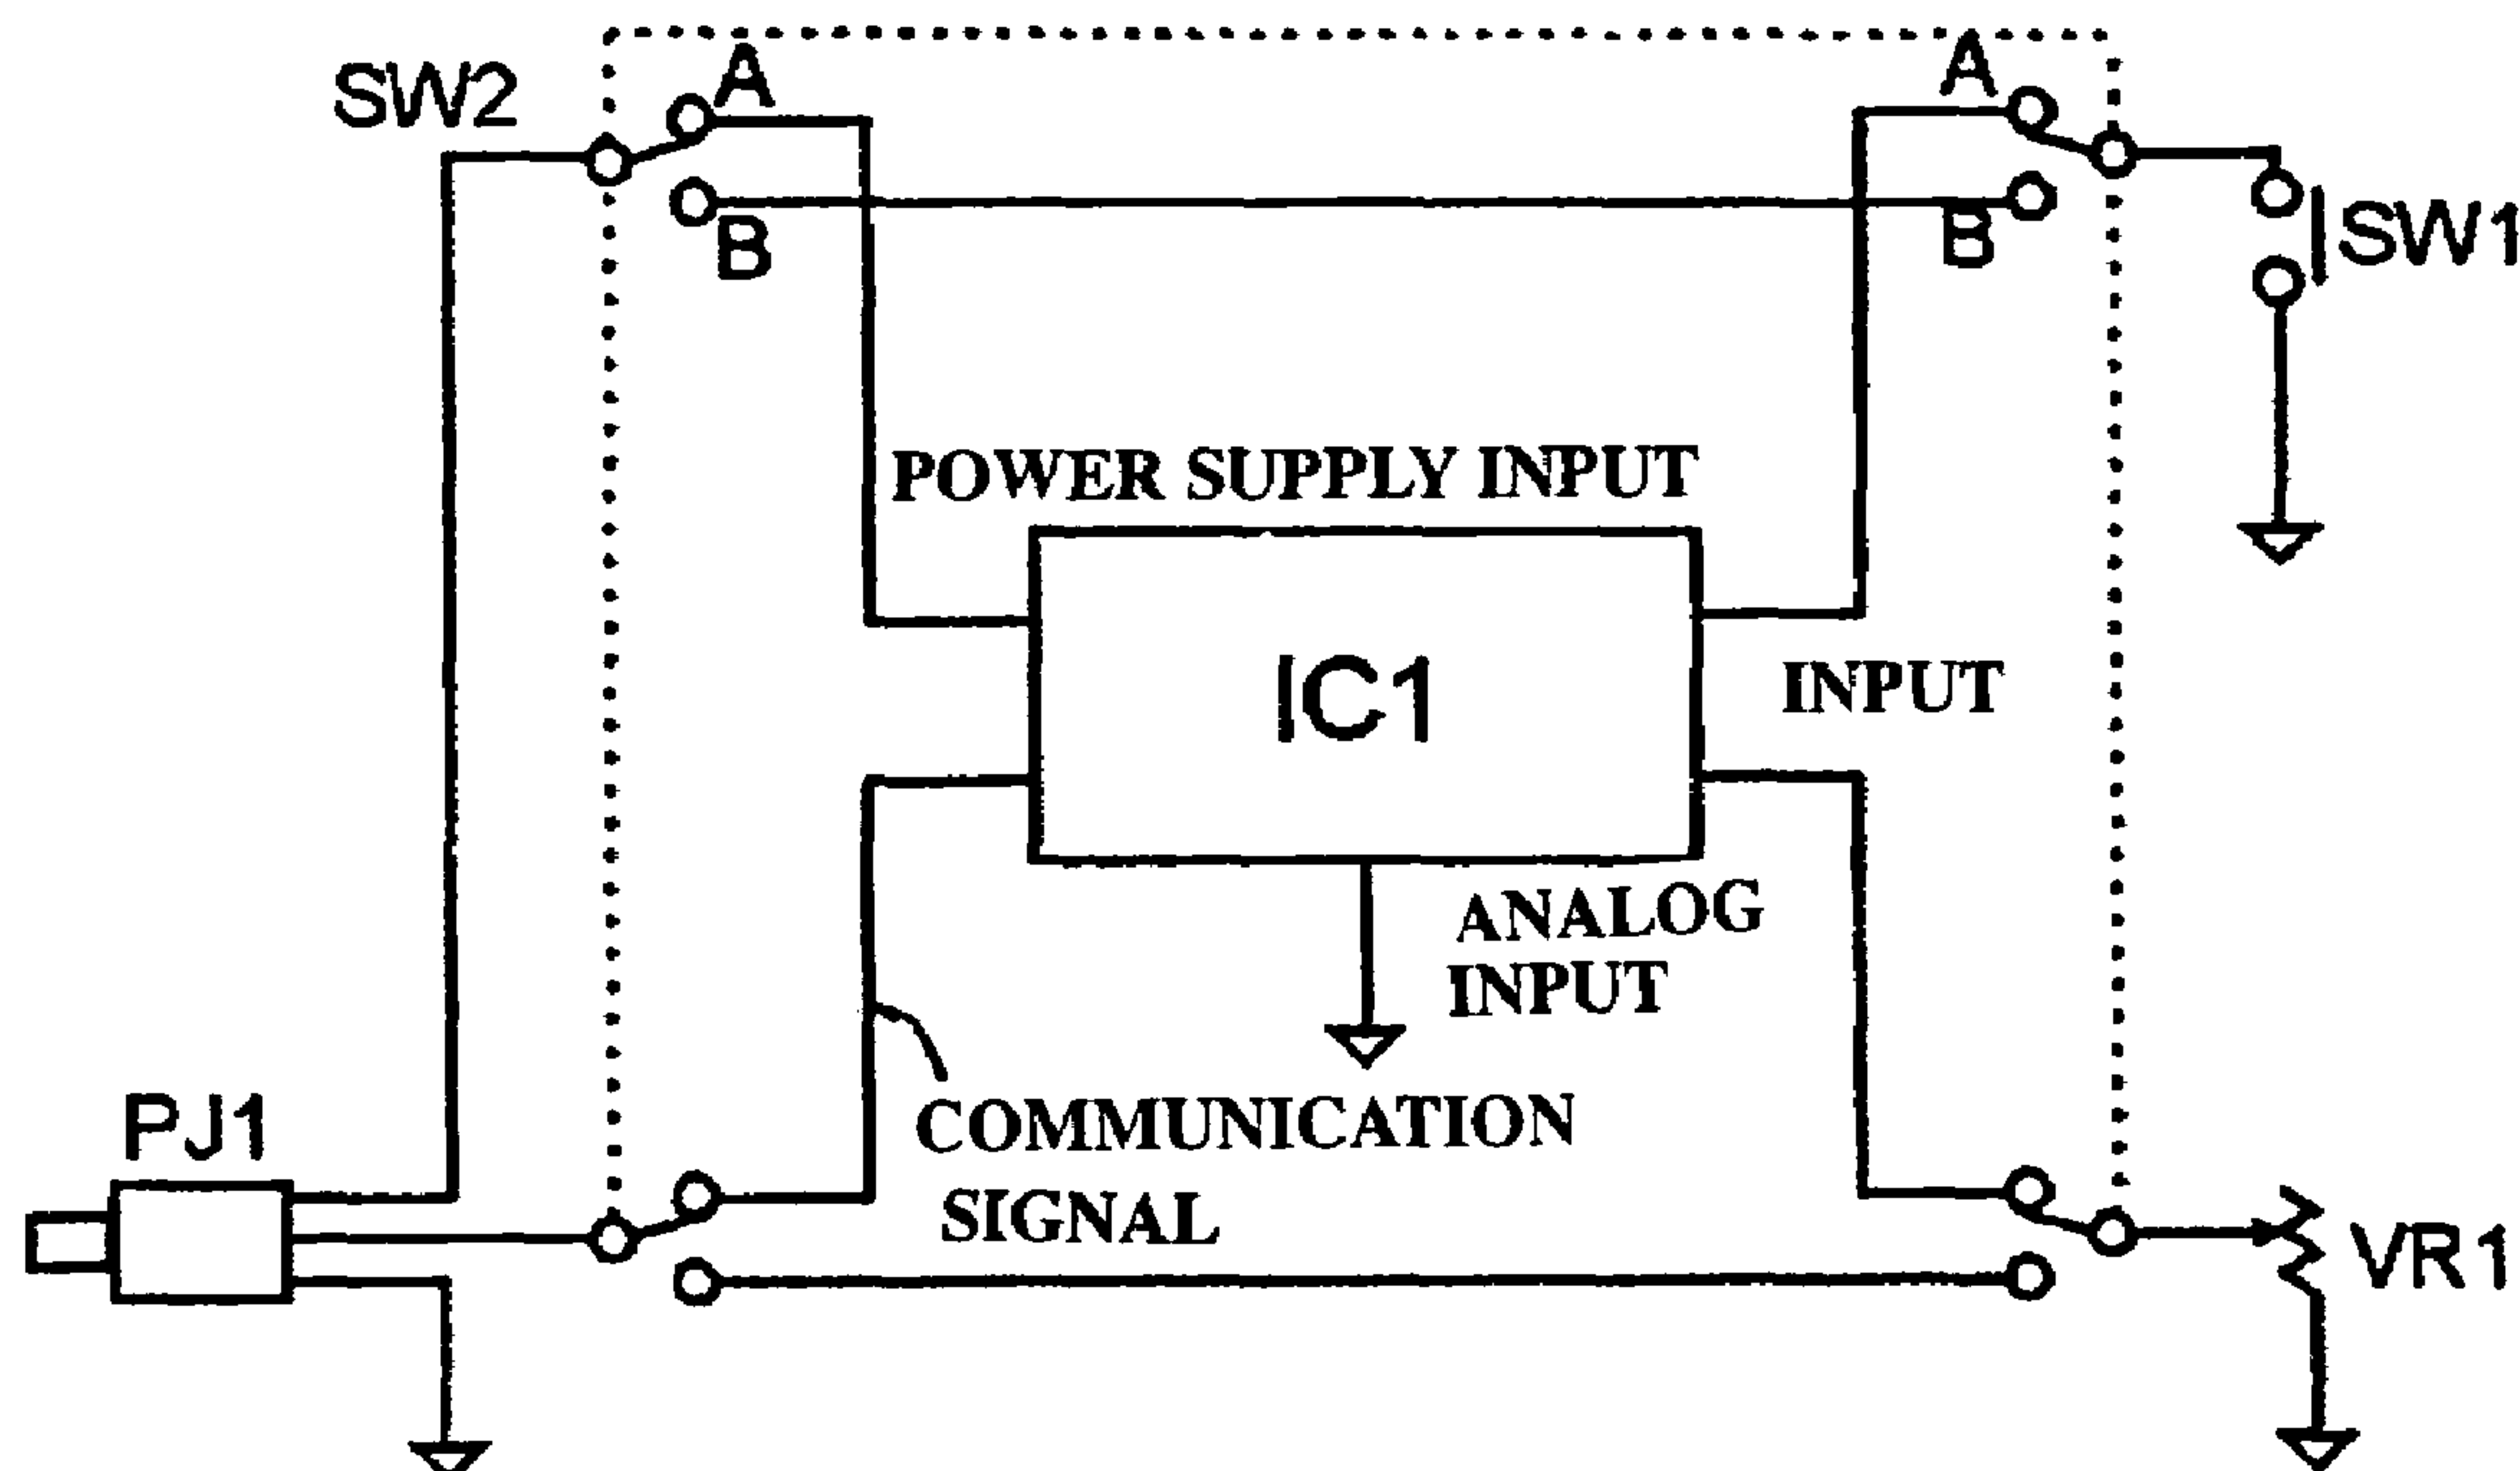 A
A
SW2
B
B
SW1
POWER SUPPLY INPUT
IC1
INPUT
ANALOG
INPUT
PJ1
COMMUNICATION
SIGNAL
VR1